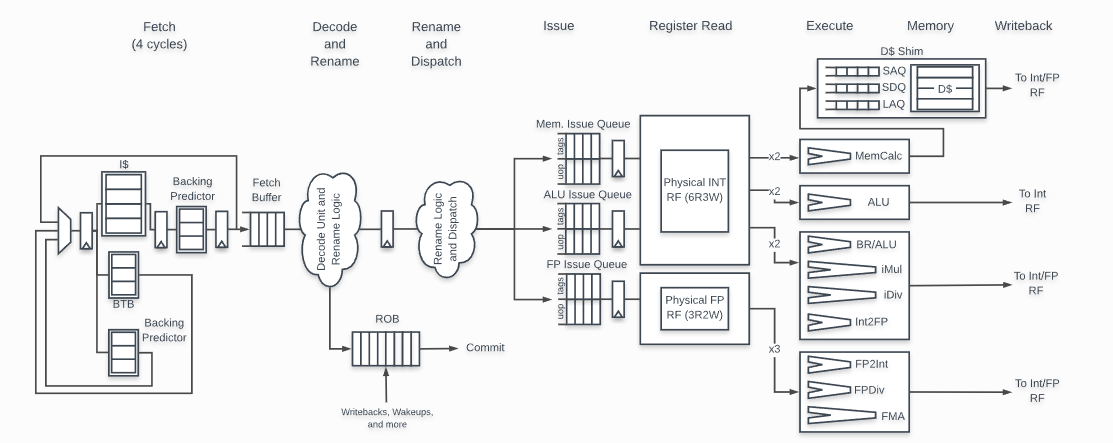 Fetch
(4 cycles)
Decode
and
Rename
Rename
and
Dispatch
Issue
Register Read
Execute
Memory
Writeback
D$ Shim
SAQ
SDQ
LAQ
D$
To Int/FP
RF
I$
Backing
Predictor
Fetch
Buffer
BTB
Backing
Predictor
Decode Unit and
Rename Logic
Rename Logic
and Dispatch
ROB
Commit
Writebacks, Wakeups,
and more
Mem. Issue Queue
uop tags
ALU Issue Queue
uop tags
FP Issue Queue
uop tags
Physical INT
RF (6R3W)
Physical FP
RF (3R2W)
x2
x2
x2
x3
MemCalc
ALU
To Int
RF
BR/ALU
iMul
iDiv
Int2FP
To Int/FP
RF
FP2Int
FPDiv
FMA
To Int/FP
RF